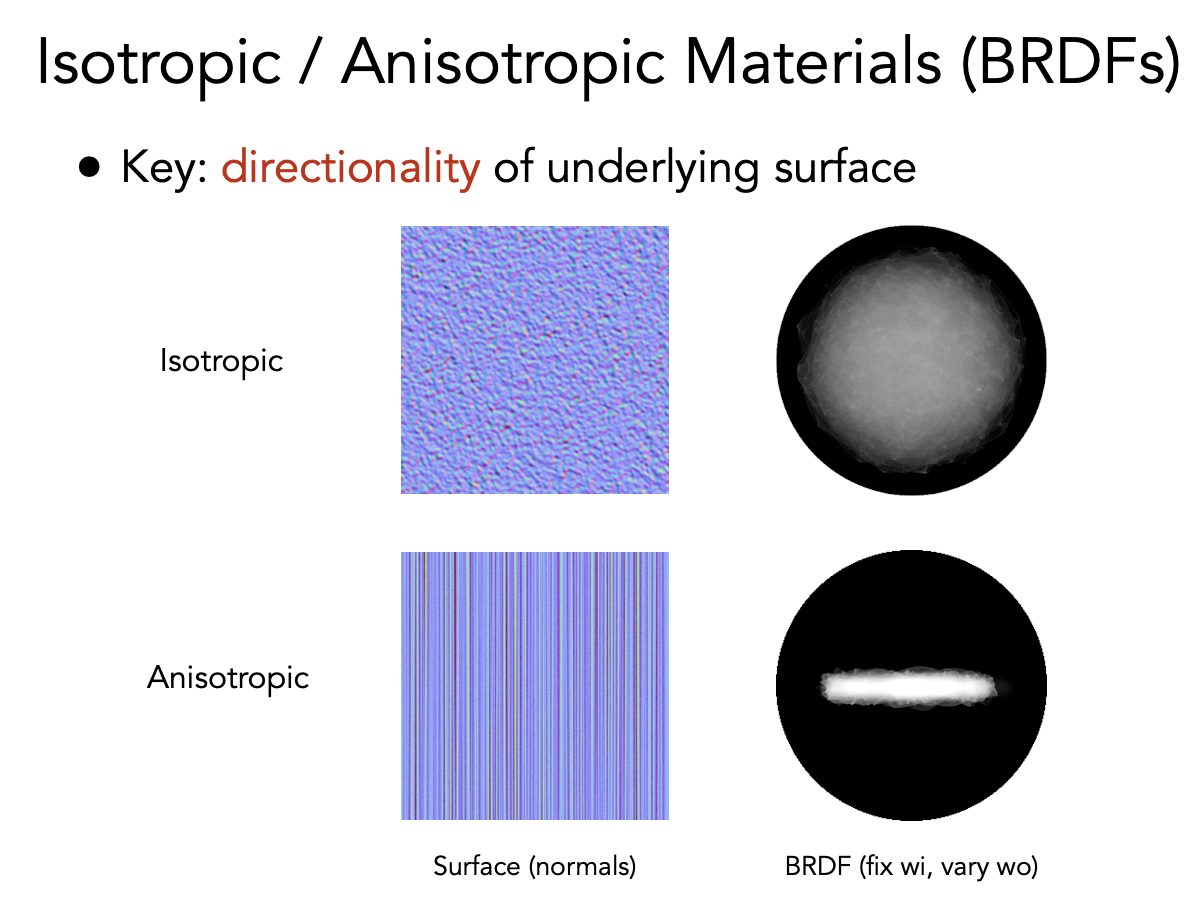 Isotropic / Anisotropic Materials (BRDFs)
• Key: directionality of underlying surface
Isotropic
Anisotropic
Surface (normals)
BRDF (fix wi, vary wo)